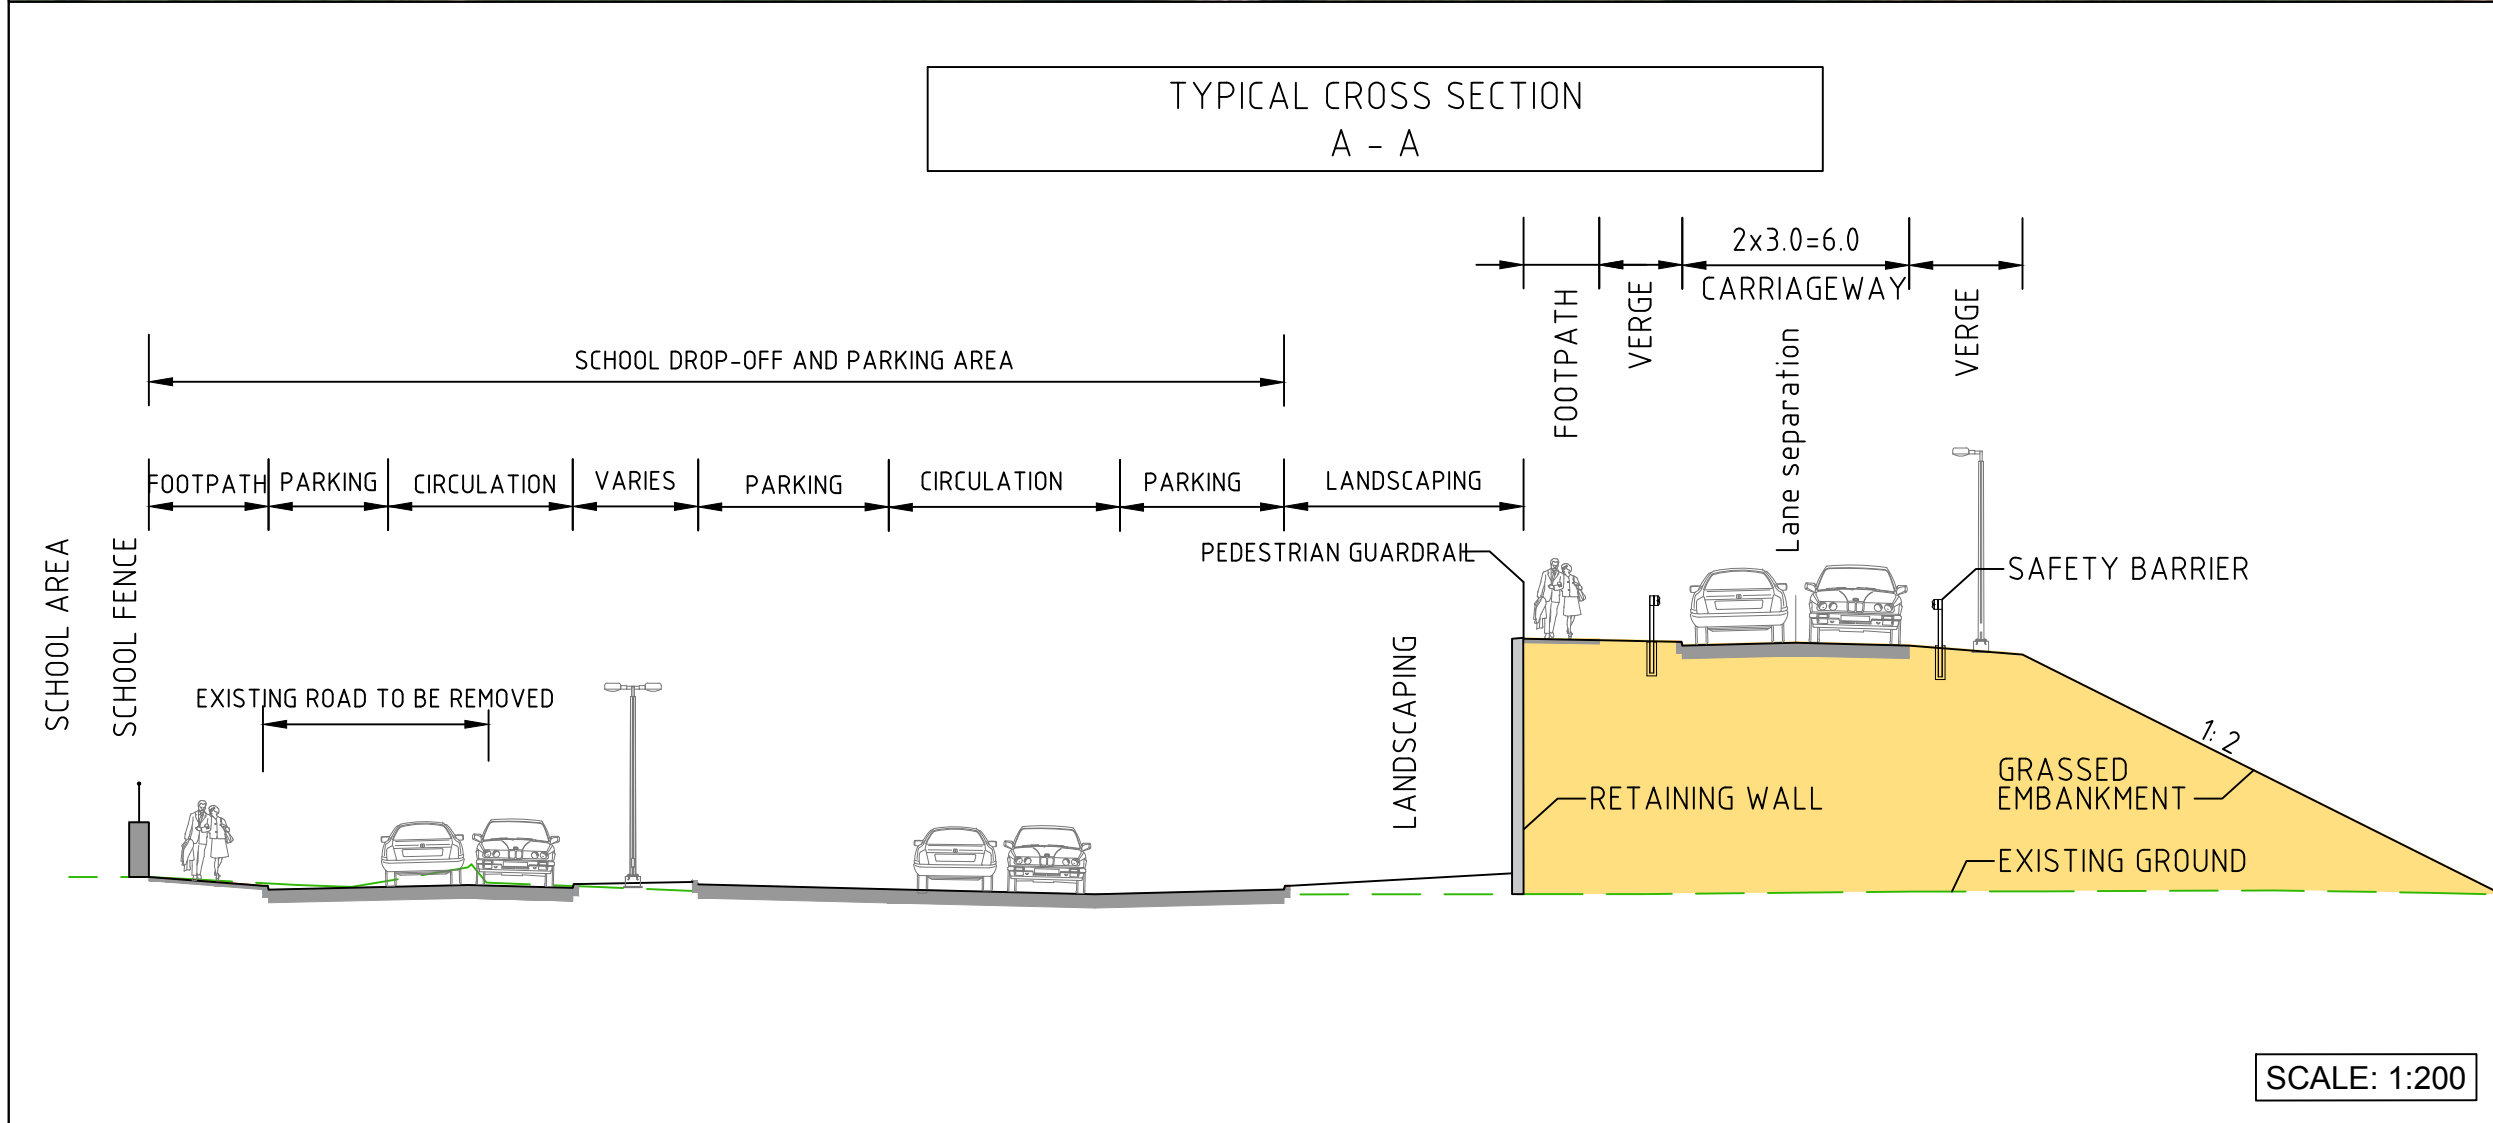 TYPICAL CROSS SECTION
A - A
2x3.0=6.0
CARRIAGEWAY
FOOTPATH
VERGE
Lane separation
VERGE
SCHOOL DROP-OFF AND PARKING AREA
FOOTPATH
PARKING
CIRCULATION
VARIES
PARKING
CIRCULATION
PARKING
LANDSCAPING
SCHOOL AREA
SCHOOL FENCE
PEDESTRIAN GUARDRAIL
SAFETY BARRIER
EXISTING ROAD TO BE REMOVED
LANDSCAPING
1: 2
GRASSED
EMBANKMENT
RETAINING WALL
EXISTING GROUND
SCALE: 1:200